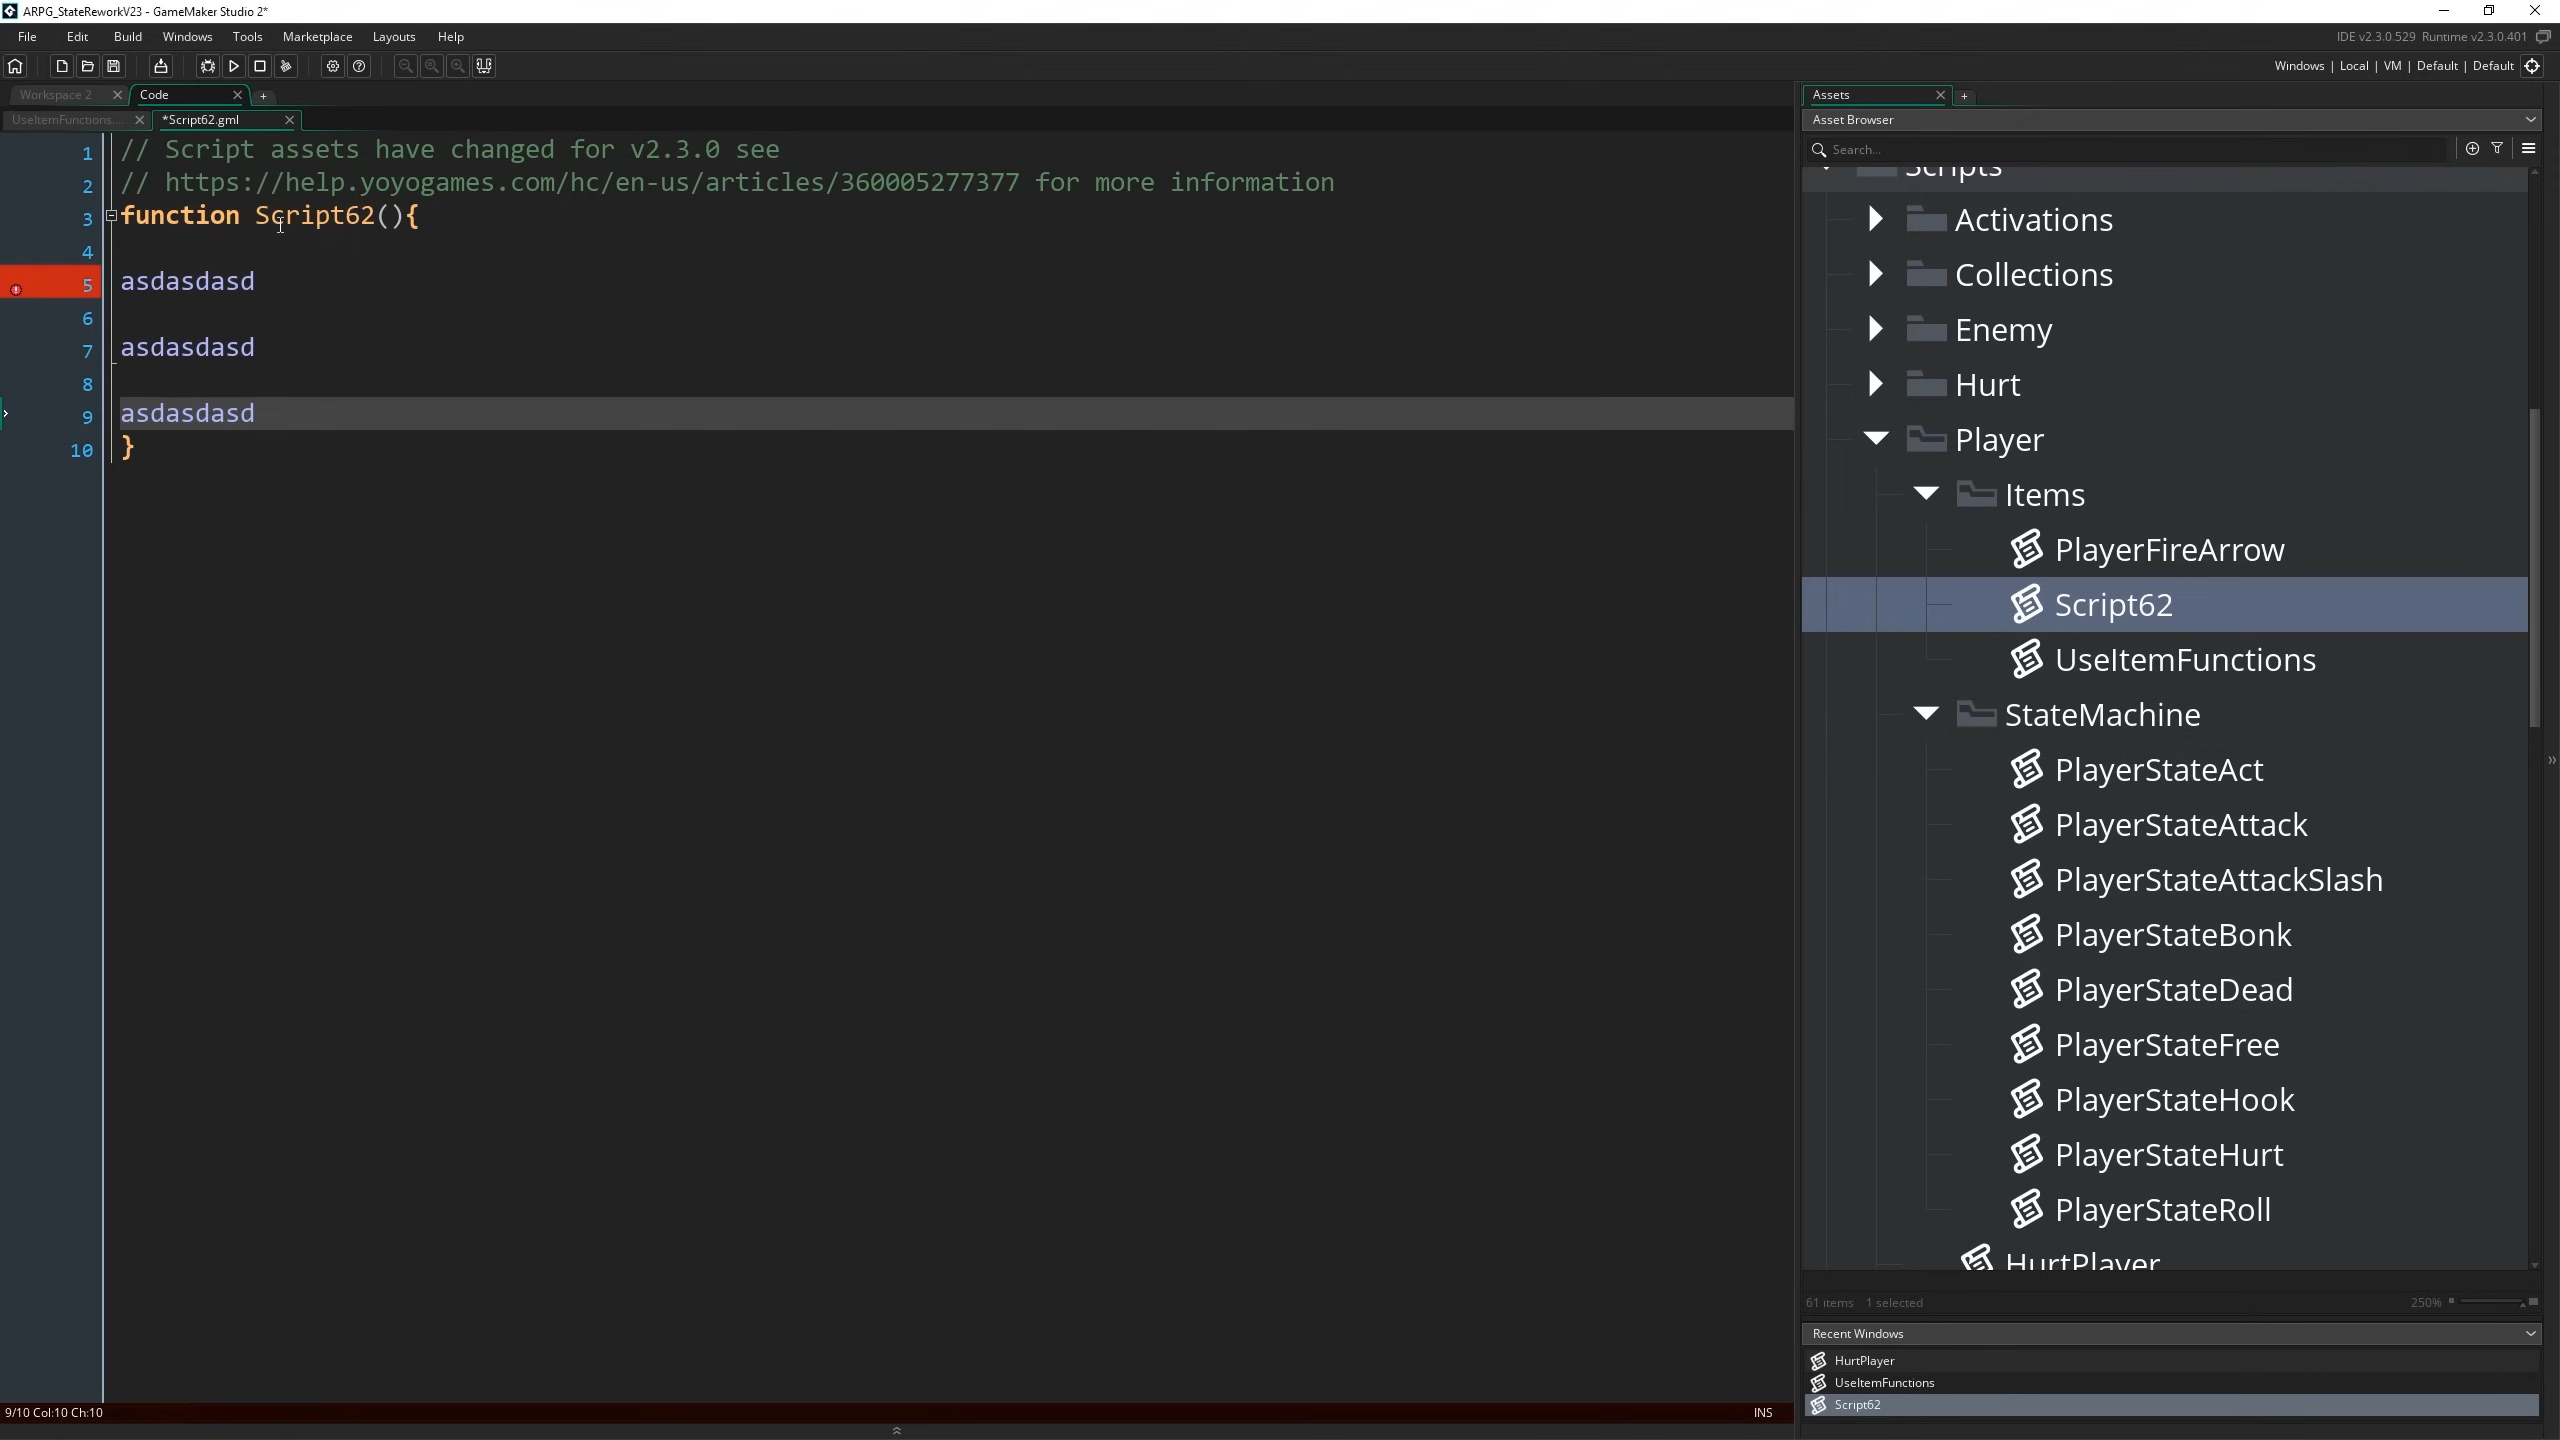 ARPG_StateReworkV23 - GameMaker Studio 2*
File Edit Build Windows Tools Marketplace Layouts Help
IDE v2.3.0.529 Runtime v2.3.0.401
Windows | Local | VM | Default | Default
Workspace 2
Code
+
UseItemFunctions....
*Script62.gml
1 // Script assets have changed for v2.3.0 see
2 // https://help.yoyogames.com/hc/en-us/articles/360005277377 for more information
3 function Script62(){
4
5 asdasdasd
6
7 asdasdasd
8
9 asdasdasd
10 }
9/10 Col:10 Ch:10
INS
Assets
+
Asset Browser
Search...
Scripts
Activations
Collections
Enemy
Hurt
Player
Items
PlayerFireArrow
Script62
UseItemFunctions
StateMachine
PlayerStateAct
PlayerStateAttack
PlayerStateAttackSlash
PlayerStateBonk
PlayerStateDead
PlayerStateFree
PlayerStateHook
PlayerStateHurt
PlayerStateRoll
HurtPlayer
61 items 1 selected
250%
Recent Windows
HurtPlayer
UseItemFunctions
Script62